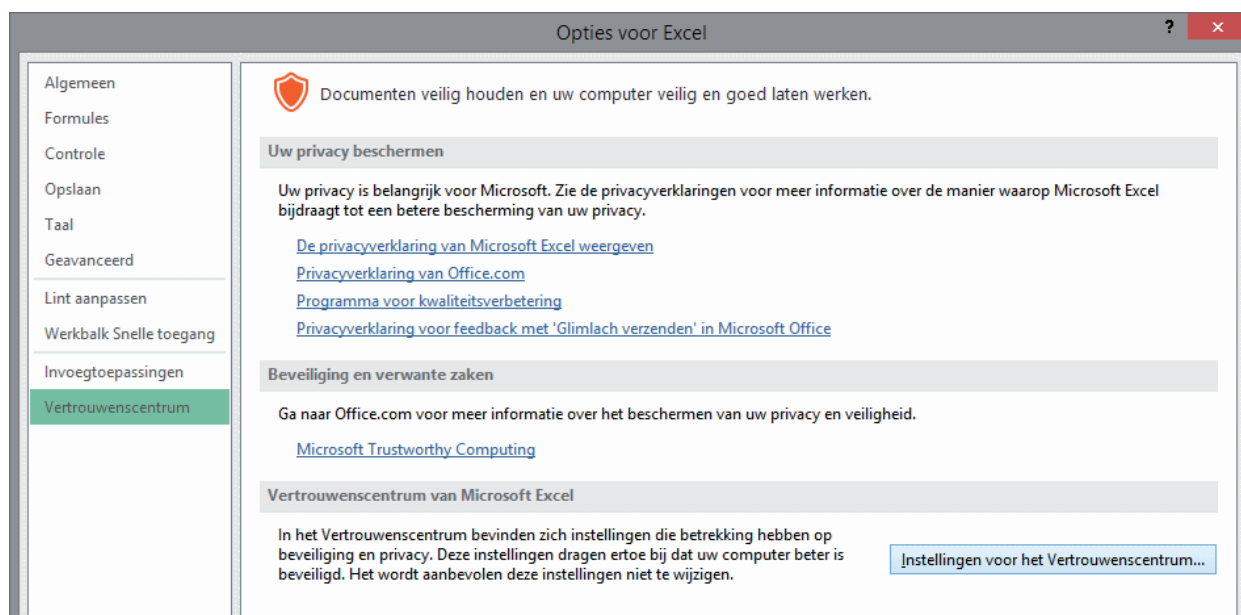 Opties voor Excel
?
Algemeen
Formules
Controle
Opslaan
Taal
Geavanceerd
Lint aanpassen
Werkbalk Snelle toegang
Invoegtoepassingen
Vertrouwenscentrum
Documenten veilig houden en uw computer veilig en goed laten werken.
Uw privacy beschermen
Uw privacy is belangrijk voor Microsoft. Zie de privacyverklaringen voor meer informatie over de manier waarop Microsoft Excel
bijdraagt tot een betere bescherming van uw privacy.
De privacyverklaring van Microsoft Excel weergeven
Privacyverklaring van Office.com
Programma voor kwaliteitsverbetering
Privacyverklaring voor feedback met 'Glimlach verzenden' in Microsoft Office
Beveiliging en verwante zaken
Ga naar Office.com voor meer informatie over het beschermen van uw privacy en veiligheid.
Microsoft Trustworthy Computing
Vertrouwenscentrum van Microsoft Excel
In het Vertrouwenscentrum bevinden zich instellingen die betrekking hebben op
beveiliging en privacy. Deze instellingen dragen ertoe bij dat uw computer beter is
beveiligd. Het wordt aanbevolen deze instellingen niet te wijzigen.
Instellingen voor het Vertrouwenscentrum...